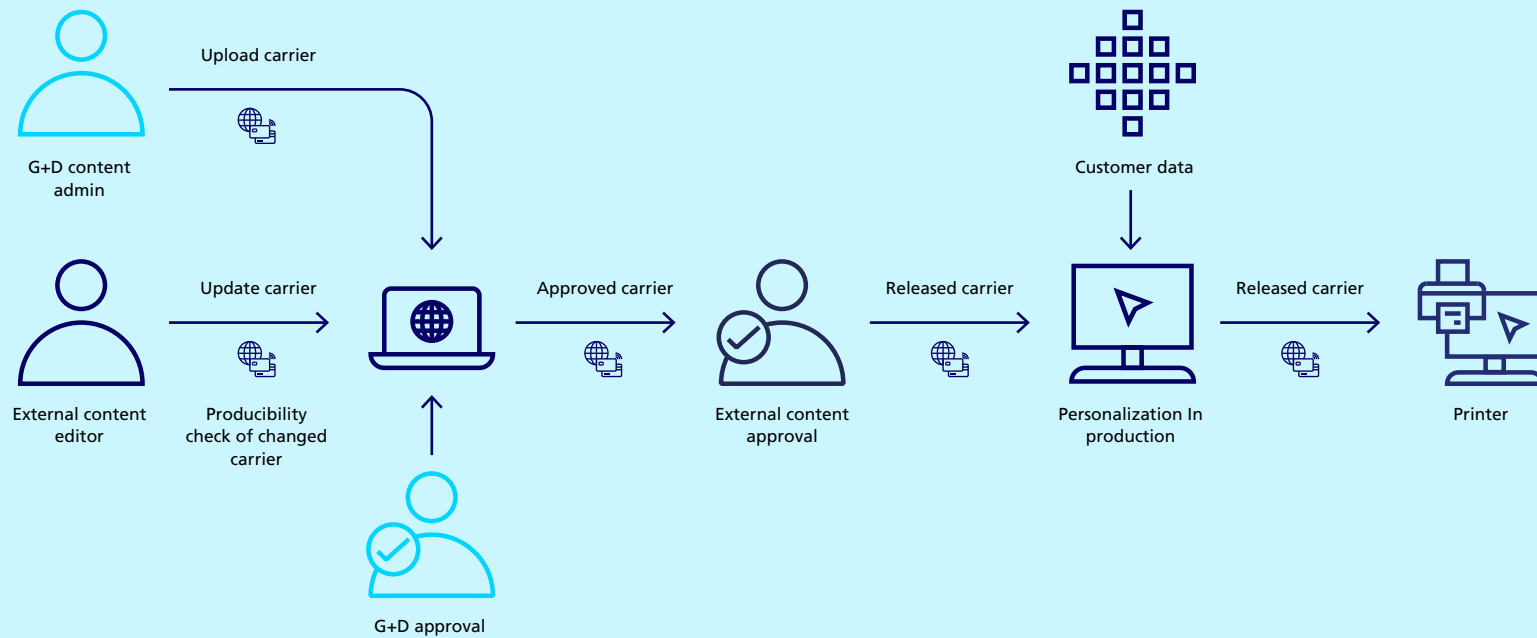 Upload carrier
G+D content
admin
Customer data
Update carrier
Approved carrier
Released carrier
Released carrier
External content
editor
Producibility
check of changed
carrier
External content
approval
Personalization In
production
Printer
G+D approval